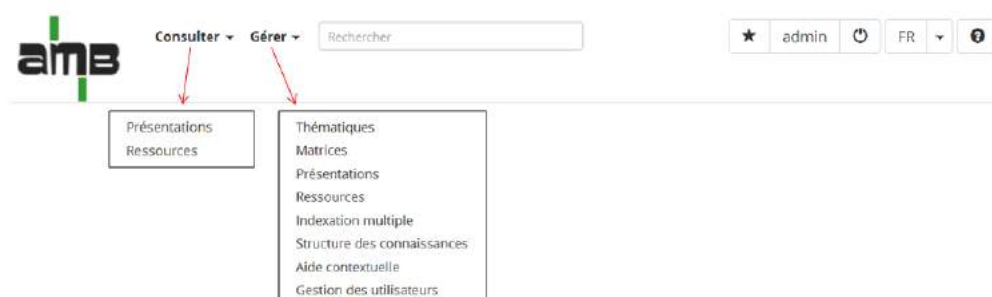 amB
Consulter Gérer Rechercher admin FR
Présentations
Ressources
Thématiques
Matrices
Présentations
Ressources
Indexation multiple
Structure des connaissances
Aide contextuelle
Gestion des utilisateurs